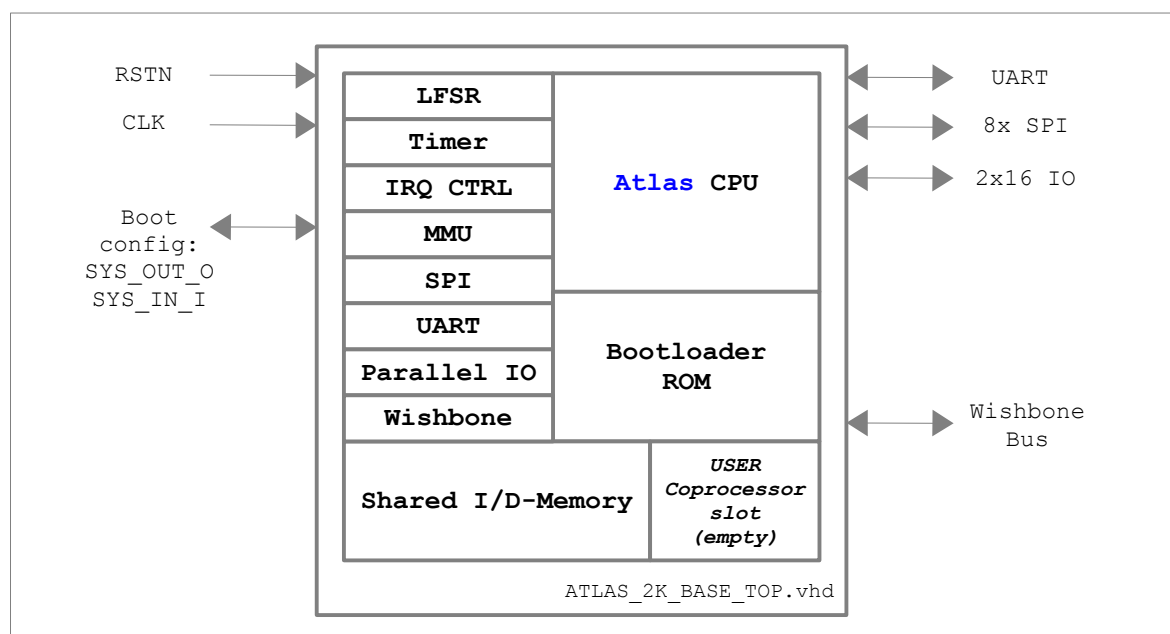 RSTN
CLK
Boot
config:
SYS_OUT_O
SYS_IN_I
LFSR
Timer
IRQ CTRL
MMU
SPI
UART
Parallel IO
Wishbone
Atlas CPU
Bootloader
ROM
Shared I/D-Memory
USER
Coprocessor
slot
(empty)
ATLAS_2K_BASE_TOP.vhd
UART
8x SPI
2x16 IO
Wishbone
Bus